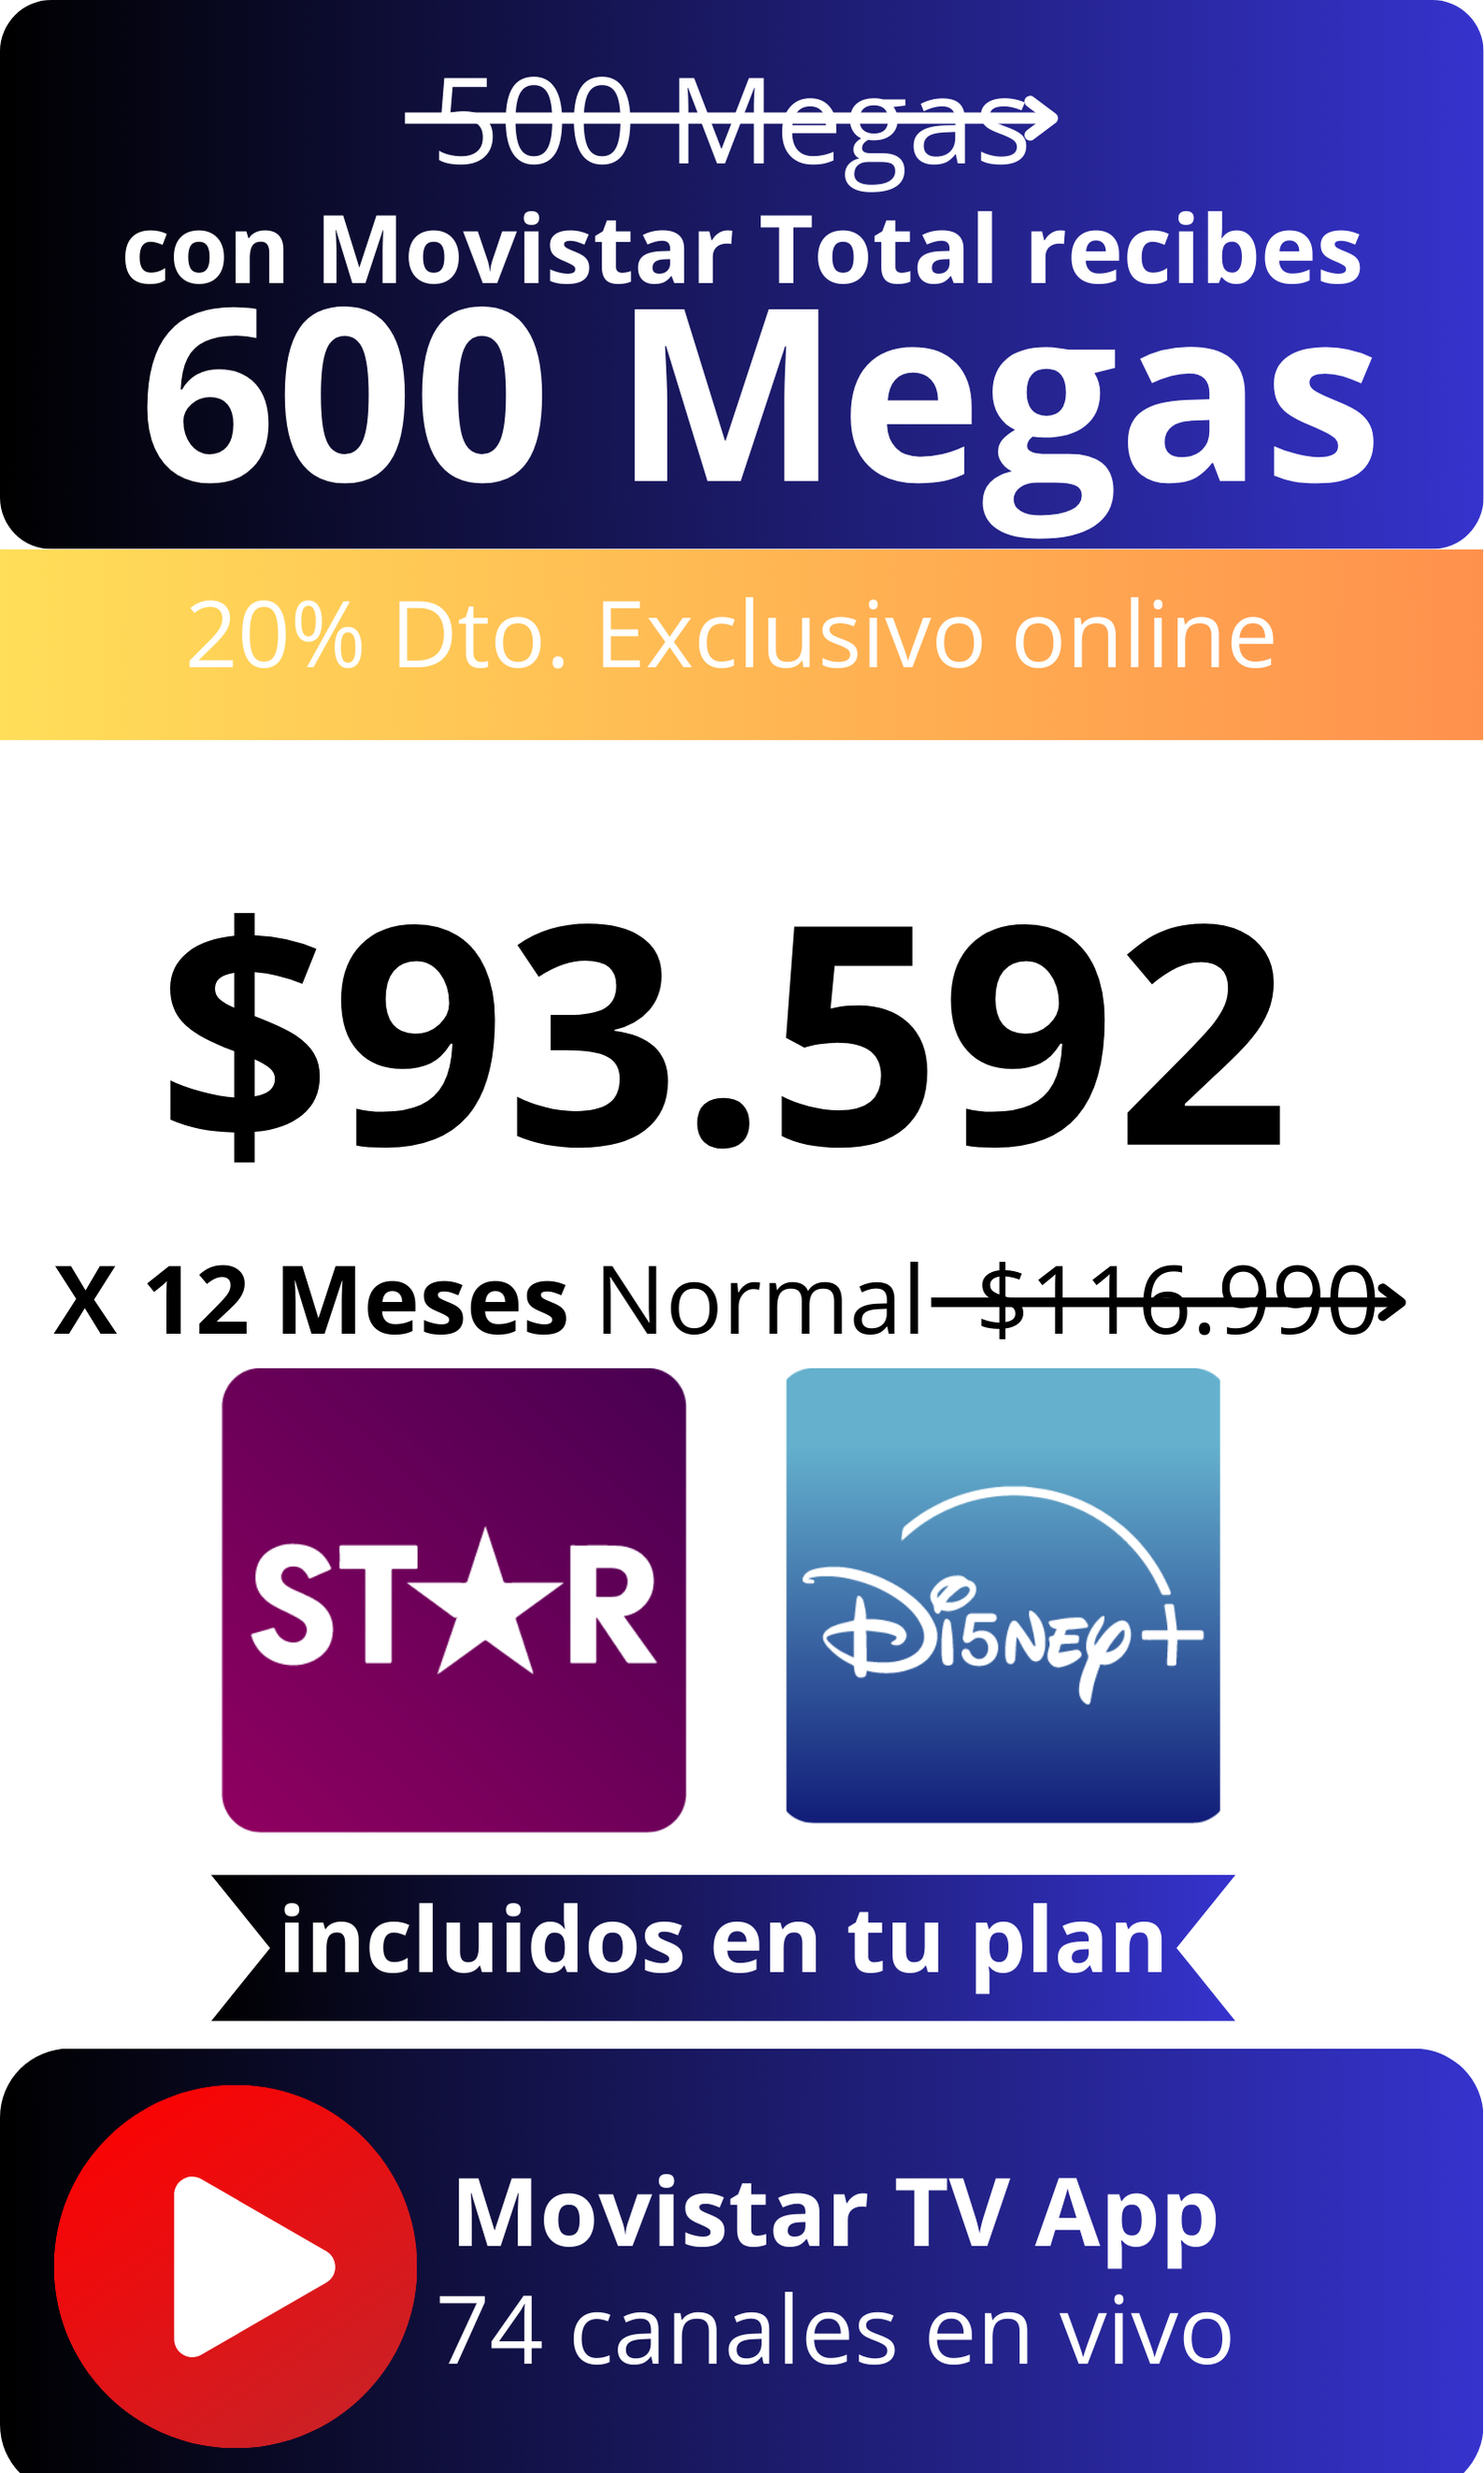 500 Megas
con Movistar Total recibes
600 Megas
20% Dto. Exclusivo online
$93.592
X 12 Meses Normal $116.990
STAR
Disney+
incluidos en tu plan
Movistar TV App
74 canales en vivo